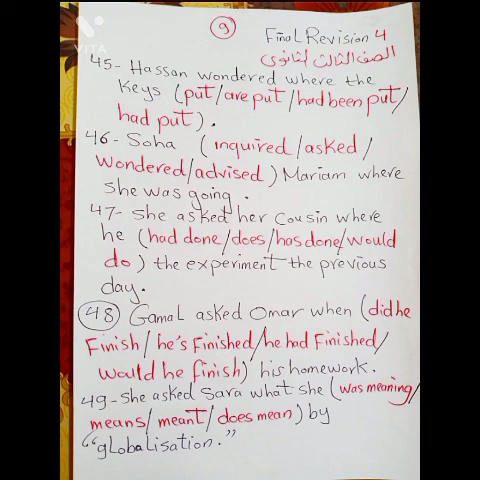 9
Final Revision 4
الصف الثالث الثانوى
VITA
45- Hassan wondered where the
Keys (put/are put/had been put/
had put).
46- Soha (inquired/asked/
Wondered/advised) Mariam where
she was going.
47- She asked her Cousin where
he (had done/does/has done/would
do) the experiment the previous
day.
48 Gamal asked Omar when (did he
Finish/he's Finished/he had Finished/
would he finish) his homework.
49- She asked Sara what she (was meaning/
means/meant/does mean) by
"globalisation."